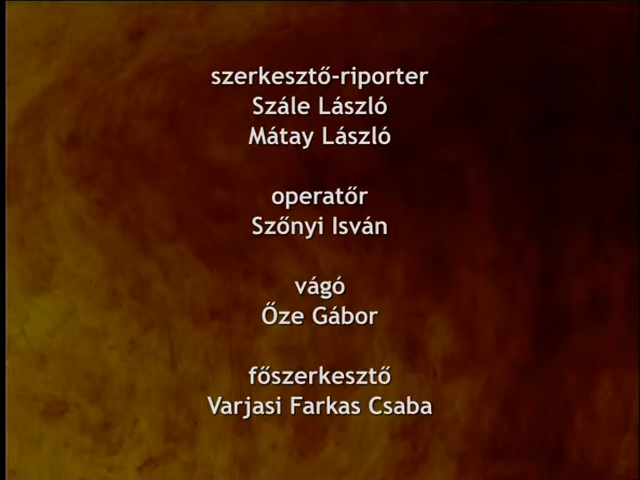 szerkesztő-riporter
Szále László
Mátay László
operatőr
Szőnyi Isván
vágó
Őze Gábor
főszerkesztő
Varjasi Farkas Csaba